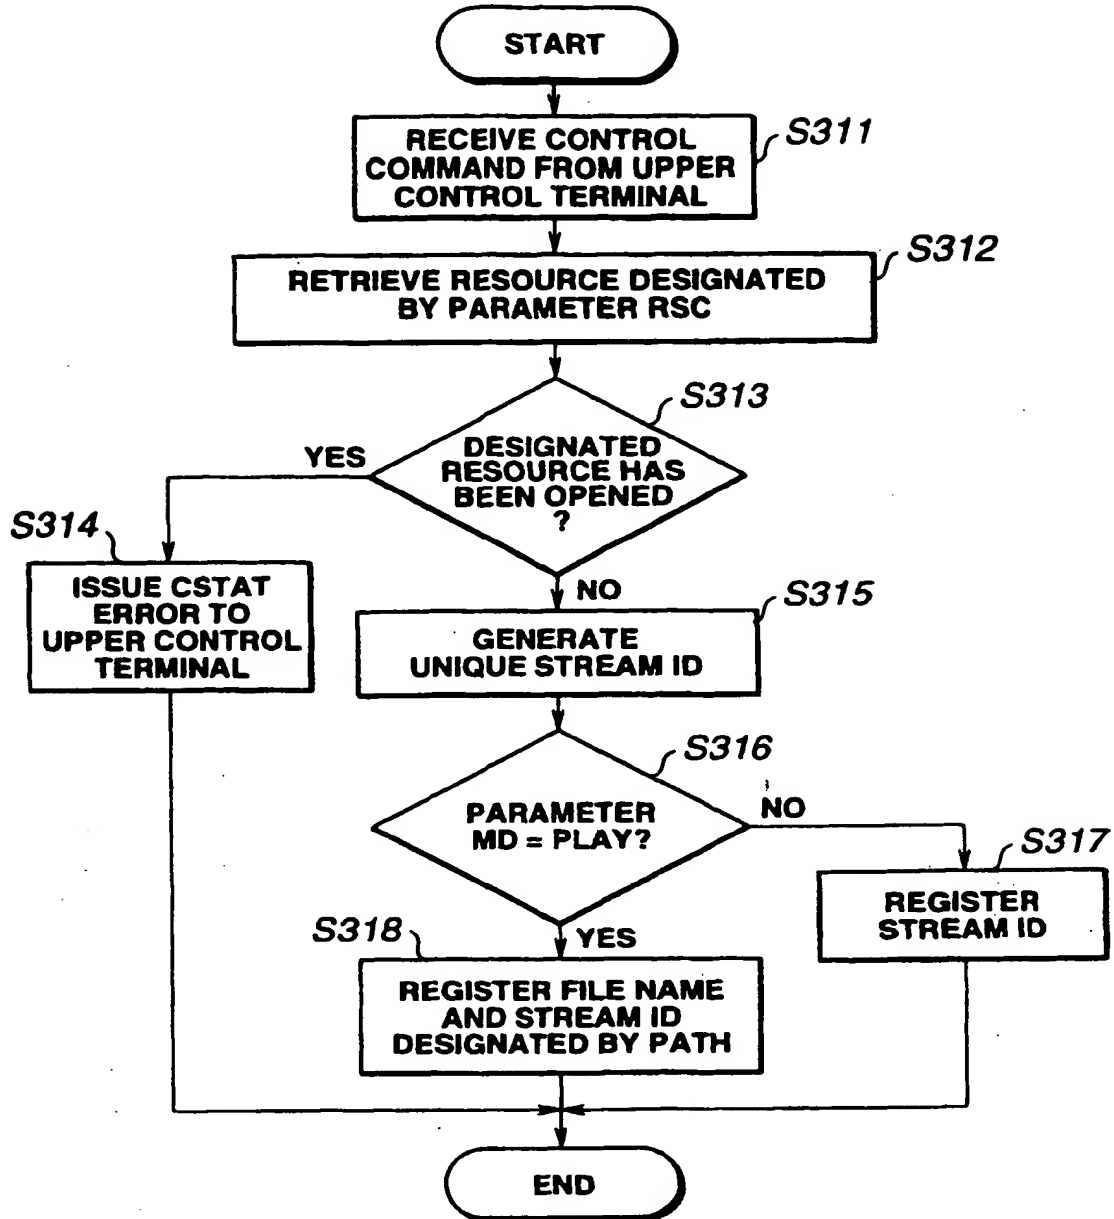 START
RECEIVE CONTROL
COMMAND FROM UPPER
CONTROL TERMINAL
S311
RETRIEVE RESOURCE DESIGNATED
BY PARAMETER RSC
S312
DESIGNATED
RESOURCE HAS
BEEN OPENED
?
S313
YES
NO
S314
ISSUE CSTAT
ERROR TO
UPPER CONTROL
TERMINAL
GENERATE
UNIQUE STREAM ID
S315
PARAMETER
MD = PLAY?
S316
NO
YES
REGISTER
STREAM ID
S317
S318
REGISTER FILE NAME
AND STREAM ID
DESIGNATED BY PATH
END